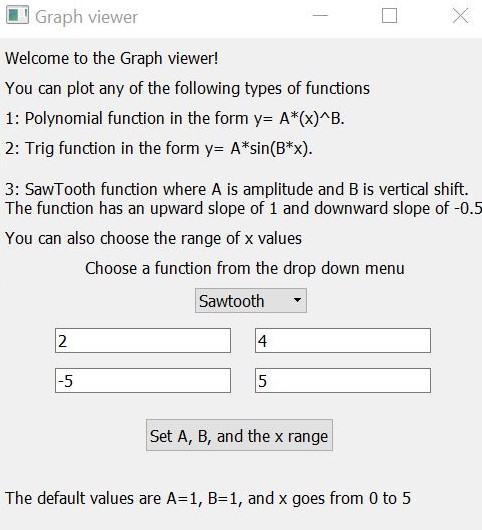 Graph viewer
Welcome to the Graph viewer!
You can plot any of the following types of functions
1: Polynomial function in the form y= A*(x)^B.
2: Trig function in the form y= A*sin(B*x).
3: SawTooth function where A is amplitude and B is vertical shift.
The function has an upward slope of 1 and downward slope of -0.5
You can also choose the range of x values
Choose a function from the drop down menu
Sawtooth
2 4
-5 5
Set A, B, and the x range
The default values are A=1, B=1, and x goes from 0 to 5